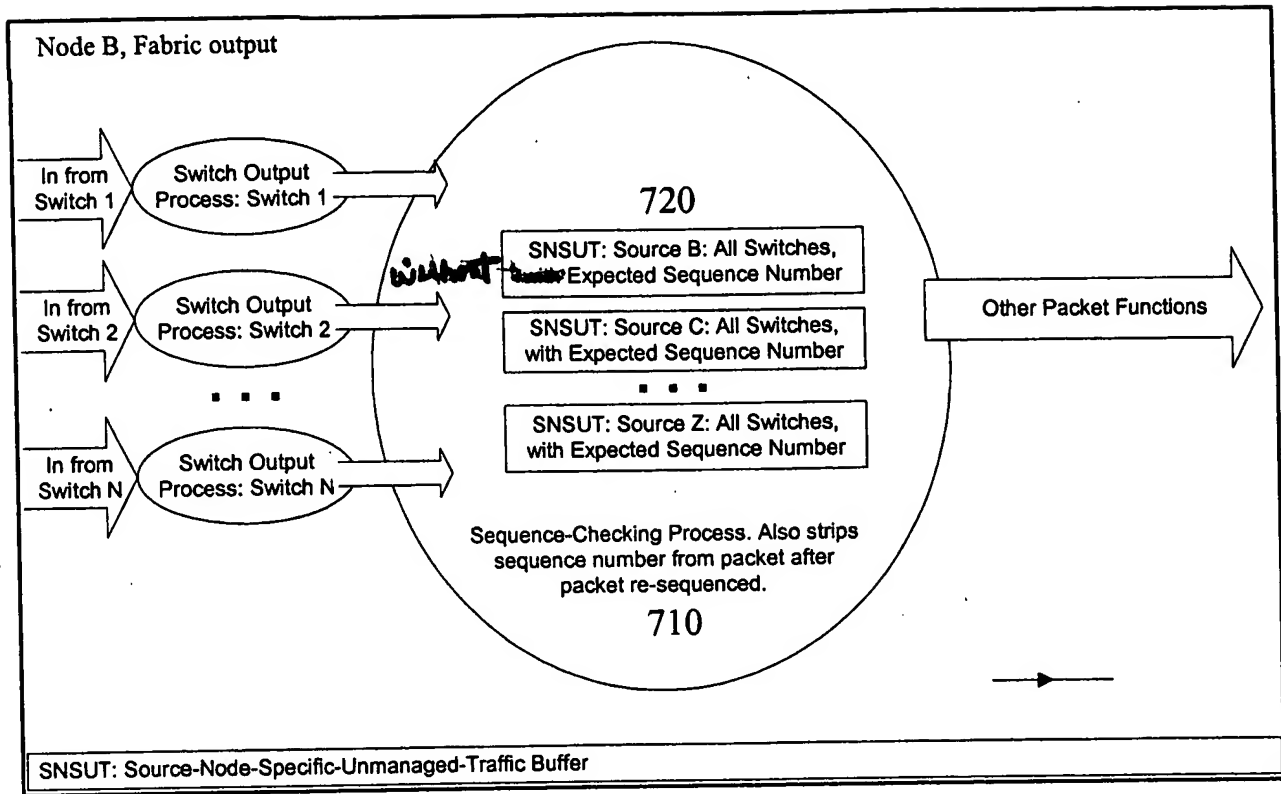 Node B, Fabric output
In from
Switch 1
Switch Output
Process: Switch 1
In from
Switch 2
Switch Output
Process: Switch 2
. . .
In from
Switch N
Switch Output
Process: Switch N
720
SNSUT: Source B: All Switches,
with Expected Sequence Number
SNSUT: Source C: All Switches,
with Expected Sequence Number
. . .
SNSUT: Source Z: All Switches,
with Expected Sequence Number
Sequence-Checking Process. Also strips
sequence number from packet after
packet re-sequenced.
710
Other Packet Functions
SNSUT: Source-Node-Specific-Unmanaged-Traffic Buffer